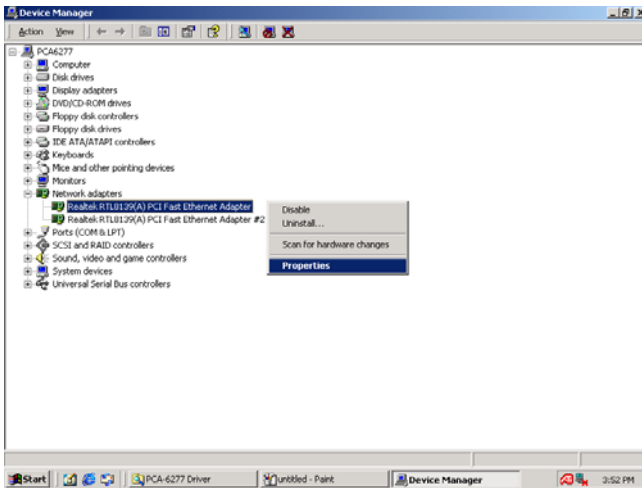 Device Manager
Action View
PCA6277
Computer
Disk drives
Display adapters
DVD/CD-ROM drives
Floppy disk controllers
Floppy disk drives
IDE ATA/ATAPI controllers
Keyboards
Mice and other pointing devices
Monitors
Network adapters
Realtek RTL8139(A) PCI Fast Ethernet Adapter
Realtek RTL8139(A) PCI Fast Ethernet Adapter #2
Ports (COM & LPT)
SCSI and RAID controllers
Sound, video and game controllers
System devices
Universal Serial Bus controllers
Disable
Uninstall...
Scan for hardware changes
Properties
Start
PCA-6277 Driver
untitled - Paint
Device Manager
3:52 PM